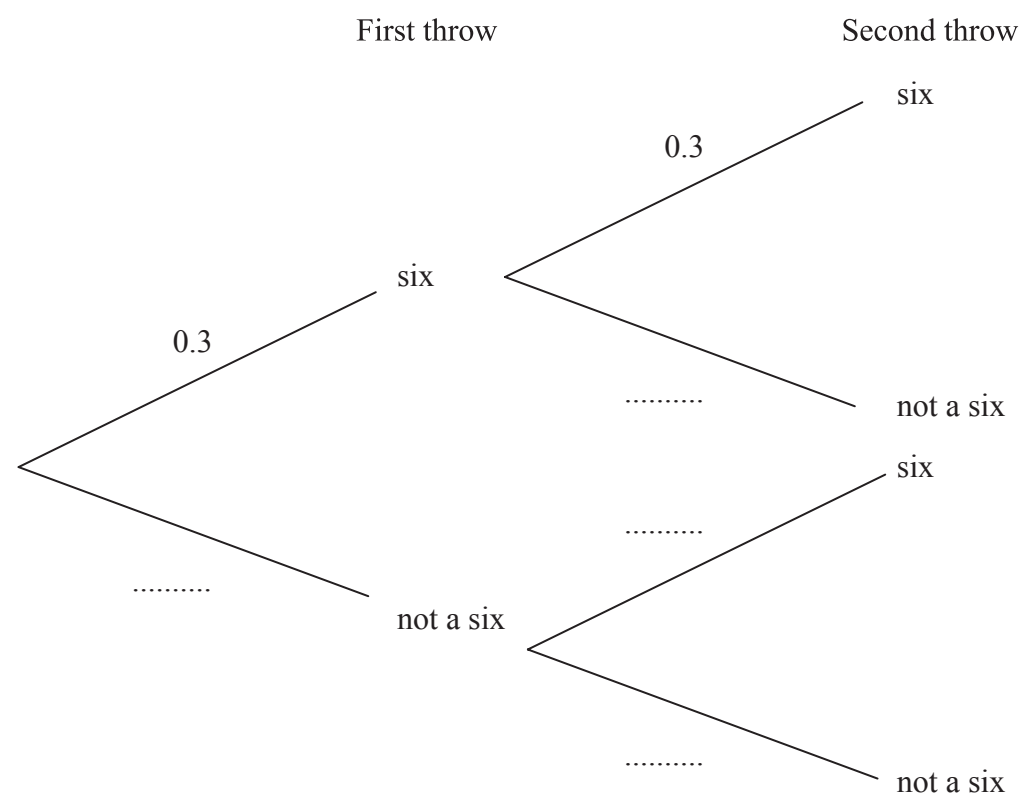 First throw Second throw
six
0.3
six
0.3
.......... not a six
six
..........
..........
not a six
..........
not a six